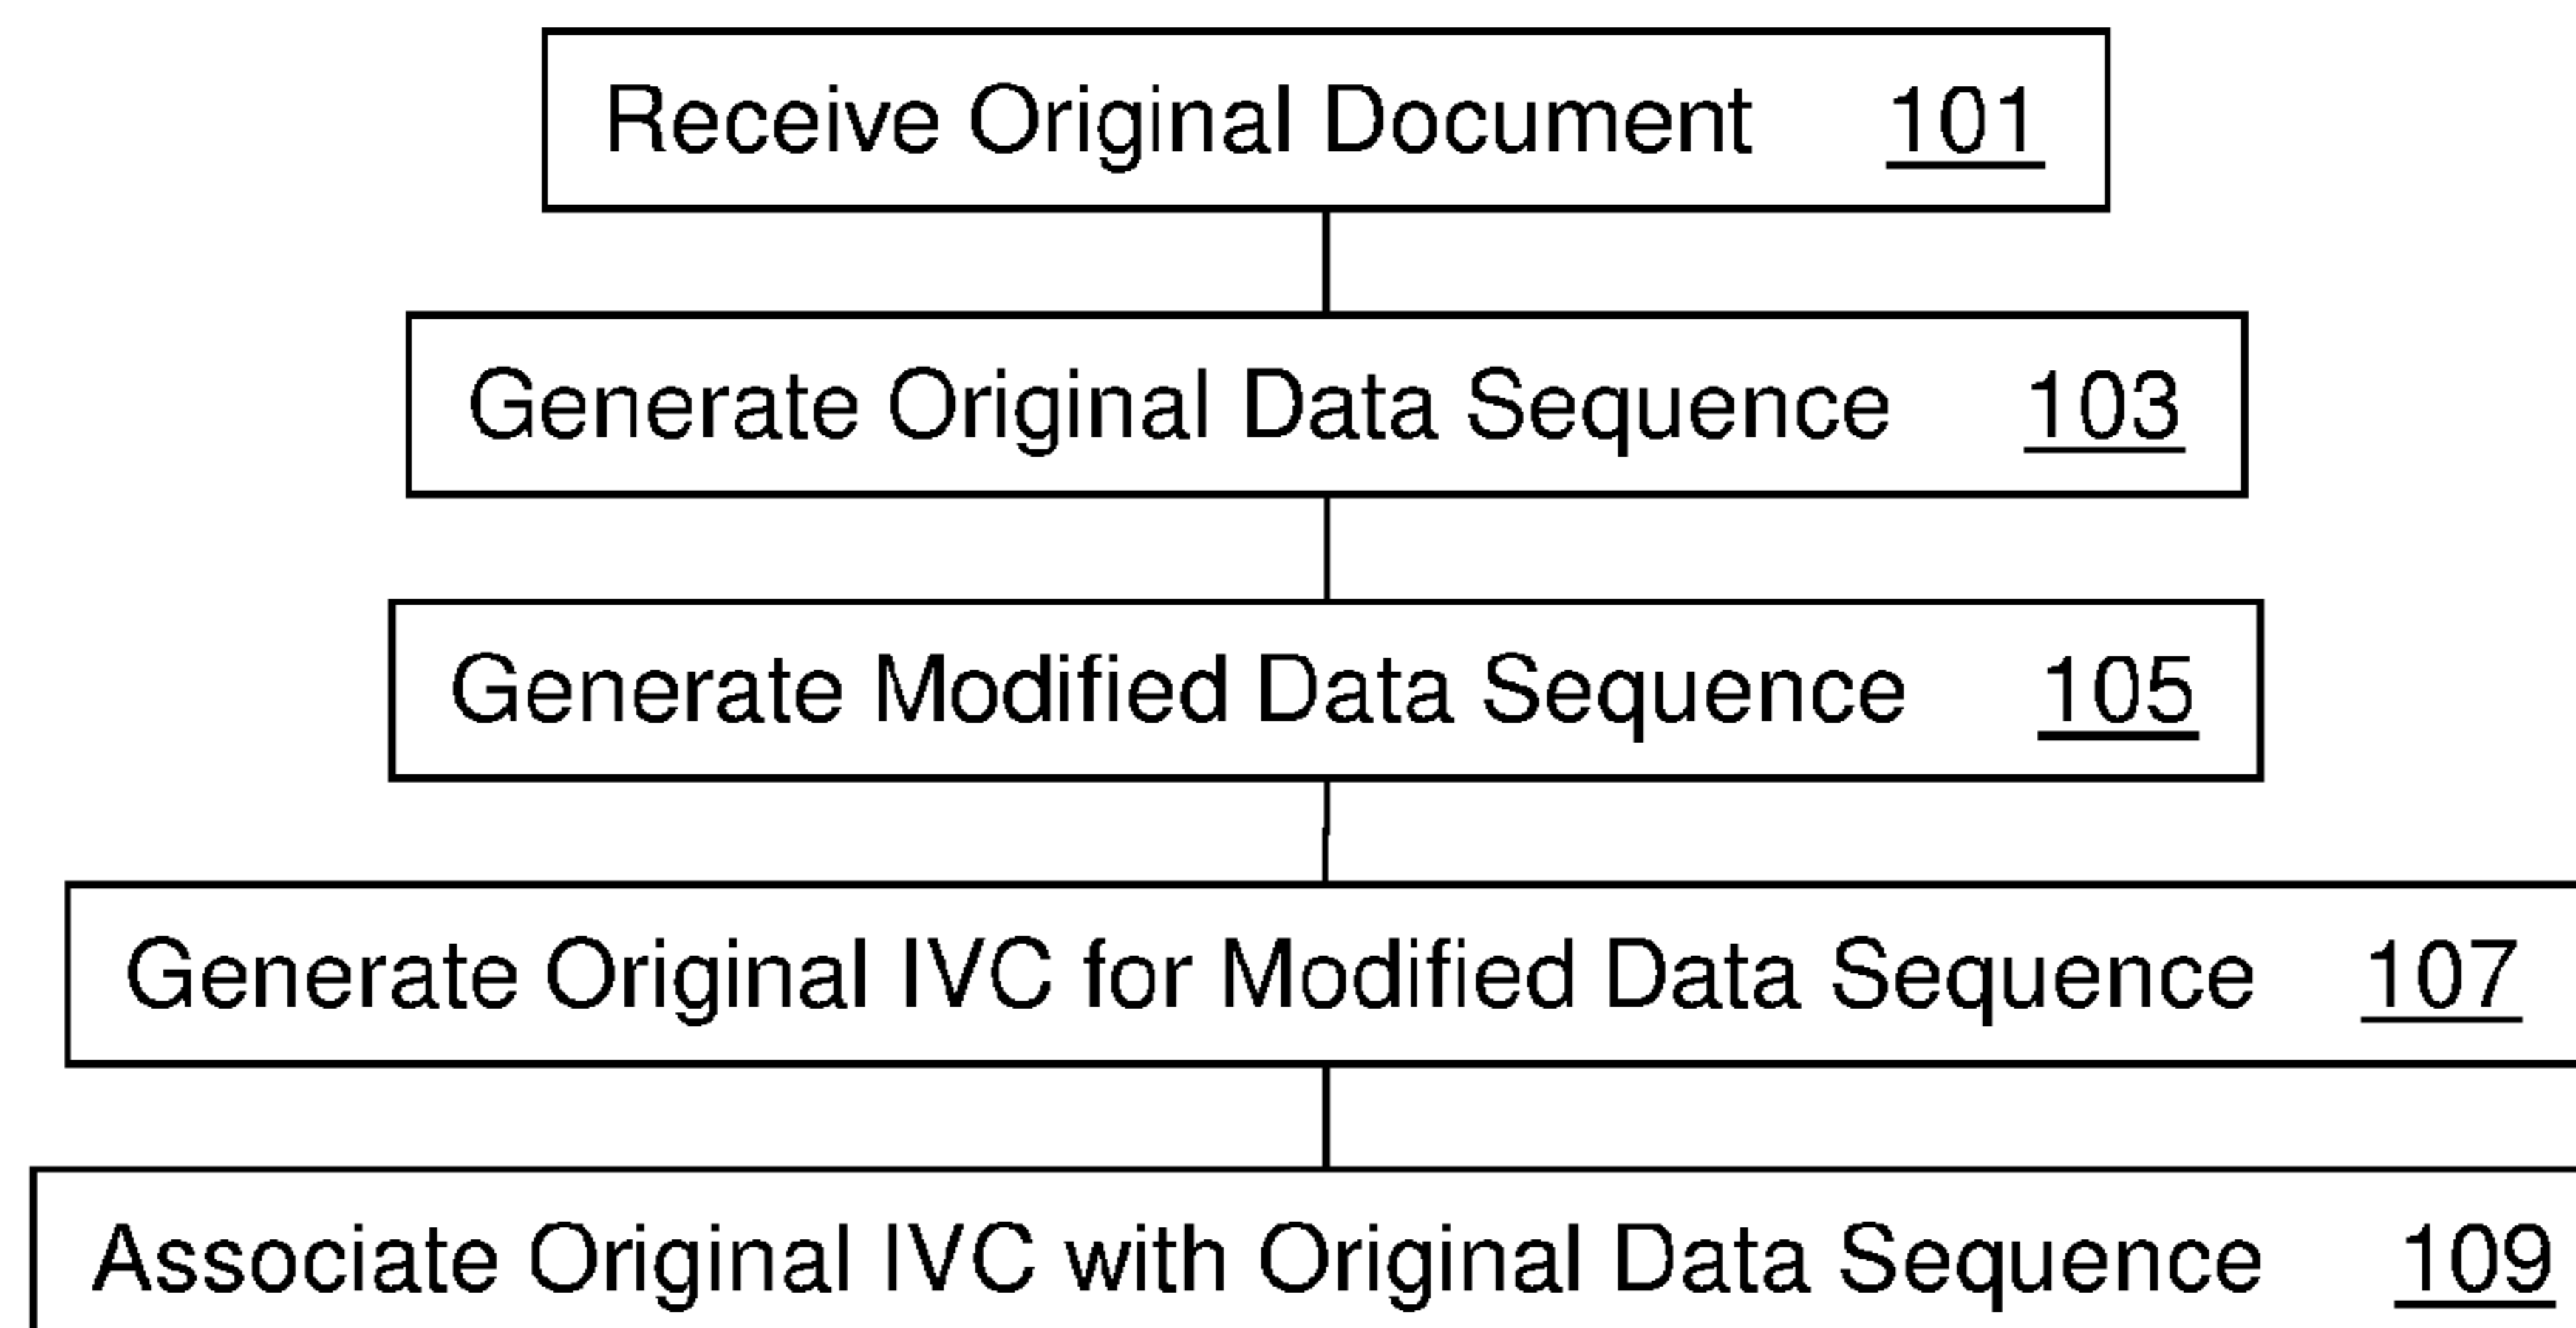 Receive Original Document 101
Generate Original Data Sequence 103
Generate Modified Data Sequence 105
Generate Original IVC for Modified Data Sequence 107
Associate Original IVC with Original Data Sequence 109